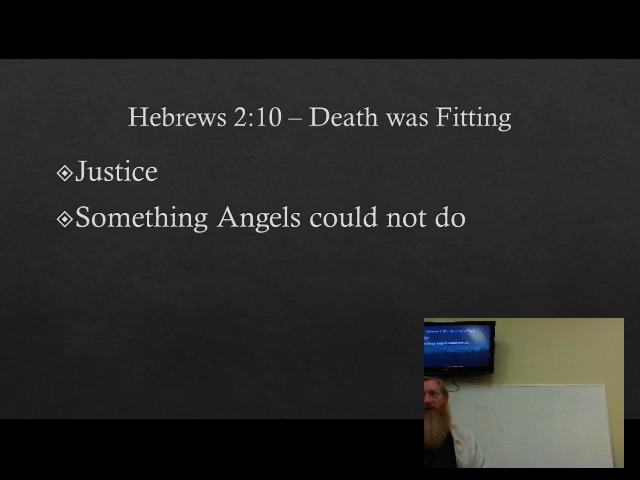 Hebrews 2:10 – Death was Fitting
Justice
Something Angels could not do